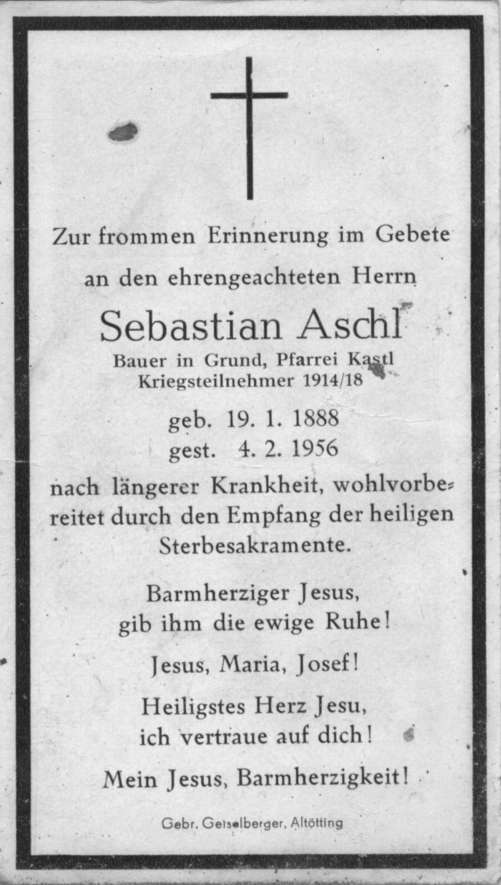 Zur frommen Erinnerung im Gebete
an den ehrengeachteten Herrn
Sebastian Aschl
Bauer in Grund, Pfarrei Kastl
Kriegsteilnehmer 1914/18
geb. 19. 1. 1888
gest. 4. 2. 1956
nach längerer Krankheit, wohlvorbe⸗
reitet durch den Empfang der heiligen
Sterbesakramente.
Barmherziger Jesus,
gib ihm die ewige Ruhe!
Jesus, Maria, Josef!
Heiligstes Herz Jesu,
ich vertraue auf dich!
Mein Jesus, Barmherzigkeit!
Gebr. Geiselberger, Altötting